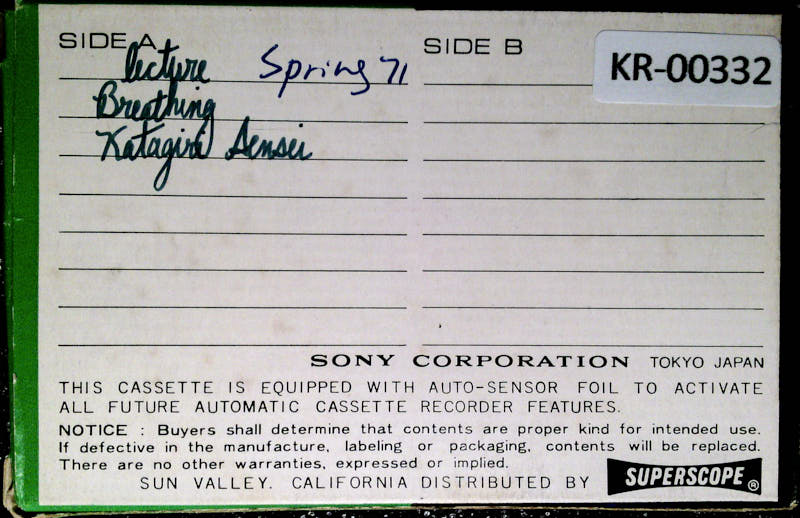 SIDE A
SIDE B
KR-00332
lecture Spring 71
Breathing
Katagiri Sensei
SONY CORPORATION TOKYO JAPAN
THIS CASSETTE IS EQUIPPED WITH AUTO-SENSOR FOIL TO ACTIVATE
ALL FUTURE AUTOMATIC CASSETTE RECORDER FEATURES.
NOTICE : Buyers shall determine that contents are proper kind for intended use.
If defective in the manufacture, labeling or packaging, contents will be replaced.
There are no other warranties, expressed or implied.
SUN VALLEY. CALIFORNIA DISTRIBUTED BY SUPERSCOPE®